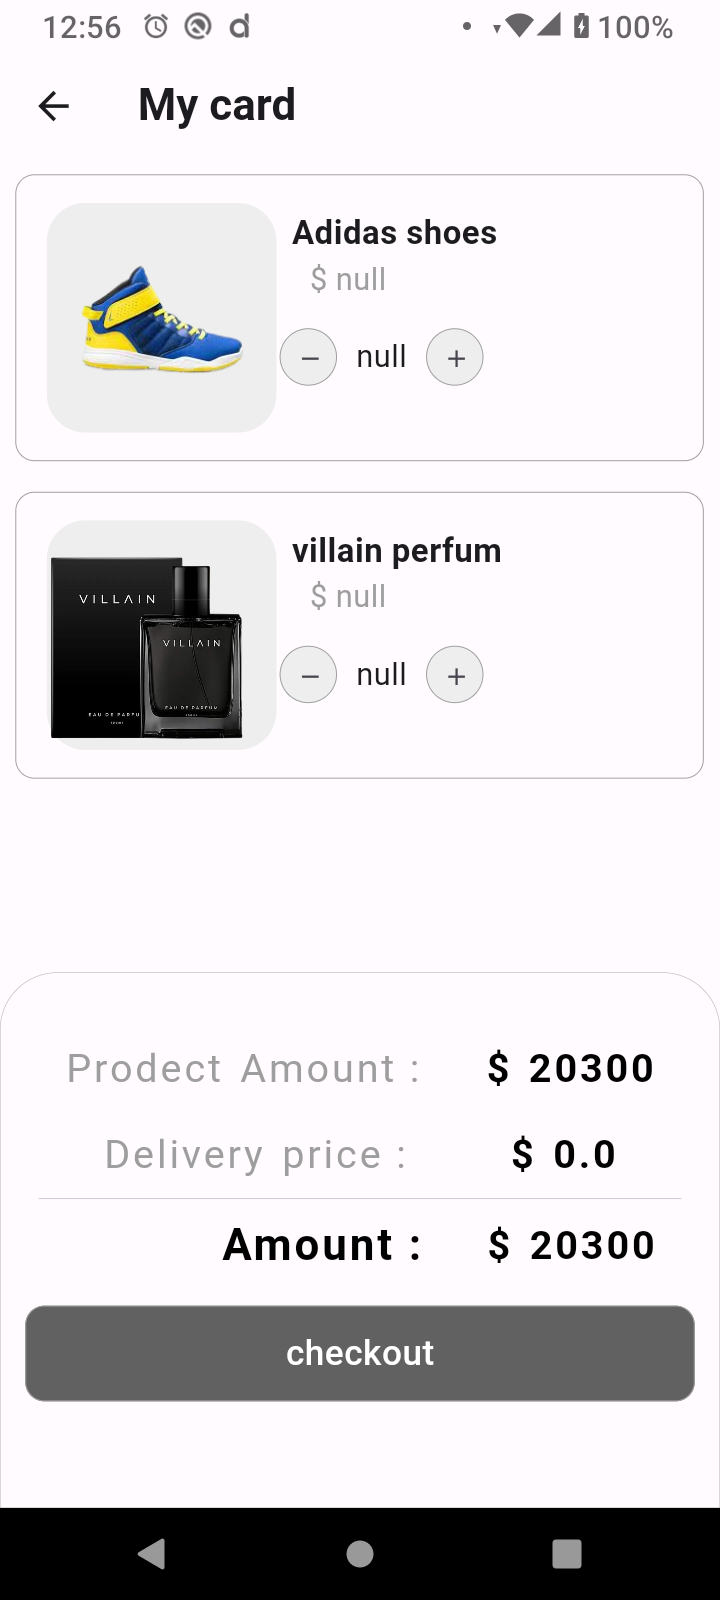 12:56 100%
My card
Adidas shoes
$ null
− null +
VILLAIN
VILLAIN
EAU DE PARFU
EAU DE PARFUM
villain perfum
$ null
− null +
Prodect Amount : $ 20300
Delivery price : $ 0.0
Amount : $ 20300
checkout